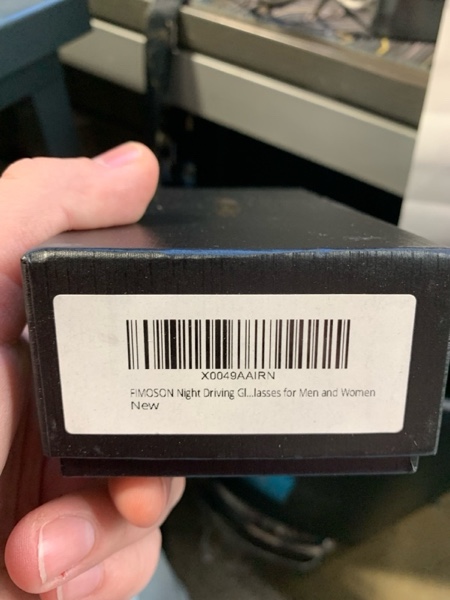 X0049AAIRN
FIMOSON Night Driving Gl...lasses for Men and Women
New